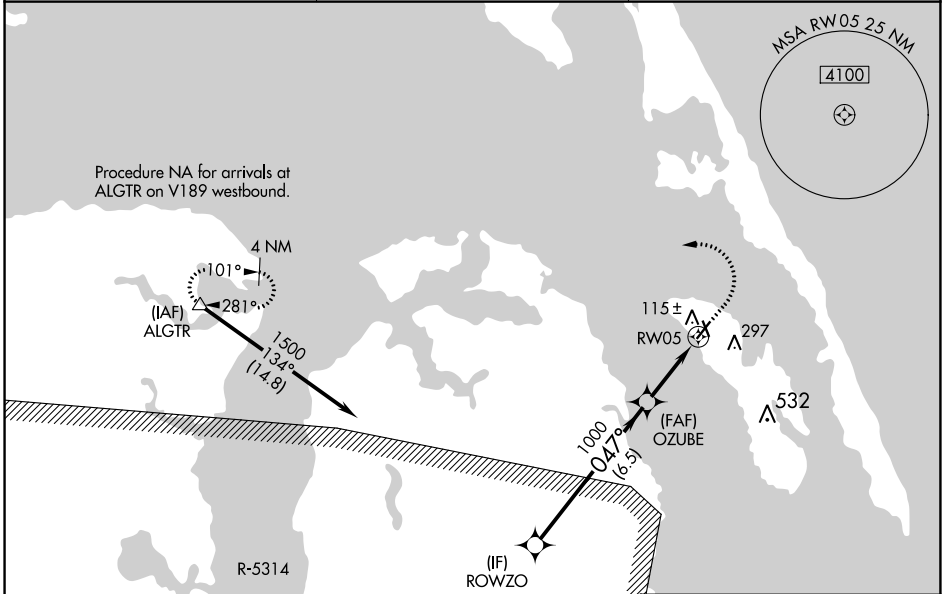 MSA RW05 25 NM
4100
Procedure NA for arrivals at
ALGTR on V189 westbound.
4 NM
101°
281°
(IAF)
ALGTR
1500
134°
(14.8)
115±
RW05
297
532
(FAF)
OZUBE
1000
047°
(6.5)
(IF)
ROWZO
R-5314